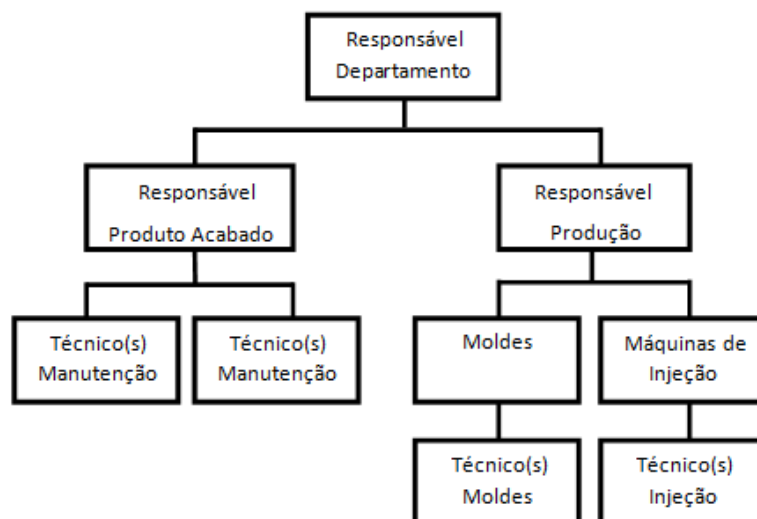 Responsável
Departamento
Responsável
Produto Acabado
Responsável
Produção
Técnico(s)
Manutenção
Técnico(s)
Manutenção
Moldes
Máquinas de
Injeção
Técnico(s)
Moldes
Técnico(s)
Injeção